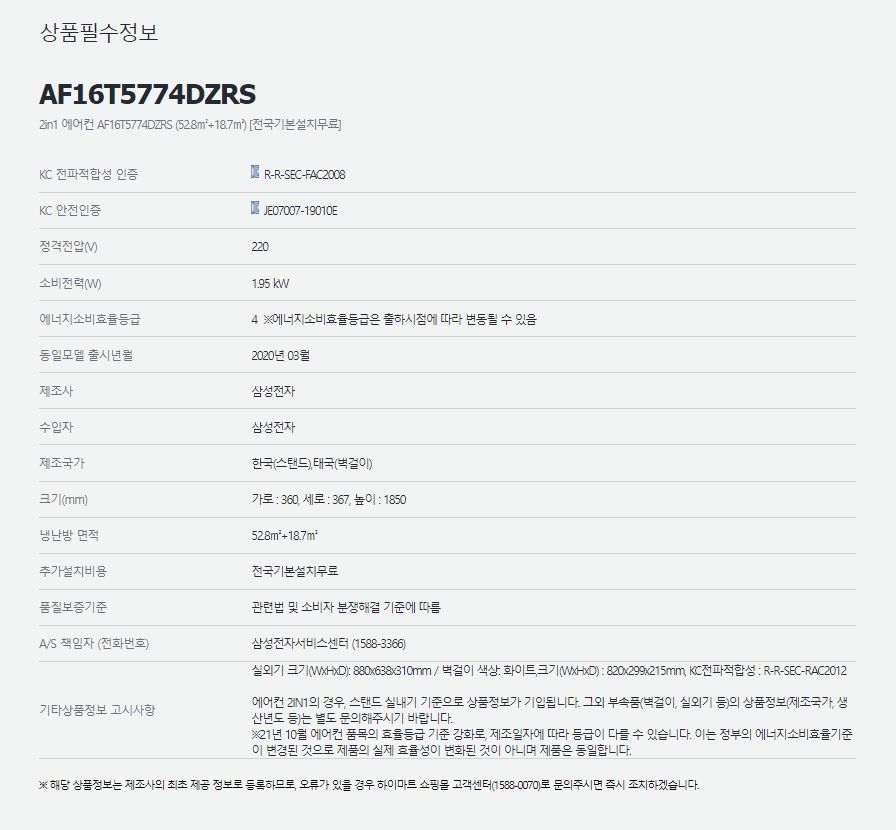 상품필수정보
AF16T5774DZRS
2in1 에어컨 AF16T5774DZRS (52.8㎡+18.7㎡) [전국기본설치무료]
KC 전파적합성 인증 R-R-SEC-FAC2008
KC 안전인증 JE07007-19010E
정격전압(V) 220
소비전력(W) 1.95 kW
에너지소비효율등급 4 ※에너지소비효율등급은 출하시점에 따라 변동될 수 있음
동일모델 출시년월 2020년 03월
제조사 삼성전자
수입자 삼성전자
제조국가 한국(스탠드),태국(벽걸이)
크기(mm) 가로 : 360, 세로 : 367, 높이 : 1850
냉난방 면적 52.8㎡+18.7㎡
추가설치비용 전국기본설치무료
품질보증기준 관련법 및 소비자 분쟁해결 기준에 따름
A/S 책임자 (전화번호) 삼성전자서비스센터 (1588-3366)
기타상품정보 고시사항
실외기 크기(WxHxD): 880x638x310mm / 벽걸이 색상: 화이트,크기(WxHxD) : 820x299x215mm, KC전파적합성 : R-R-SEC-RAC2012
에어컨 2IN1의 경우, 스탠드 실내기 기준으로 상품정보가 기입됩니다. 그외 부속품(벽걸이, 실외기 등)의 상품정보(제조국가, 생
산년도 등)는 별도 문의해주시기 바랍니다.
※21년 10월 에어컨 품목의 효율등급 기준 강화로, 제조일자에 따라 등급이 다를 수 있습니다. 이는 정부의 에너지소비효율기준
이 변경된 것으로 제품의 실제 효율성이 변화된 것이 아니며 제품은 동일합니다.
※ 해당 상품정보는 제조사의 최초 제공 정보로 등록하므로, 오류가 있을 경우 하이마트 쇼핑몰 고객센터(1588-0070)로 문의주시면 즉시 조치하겠습니다.